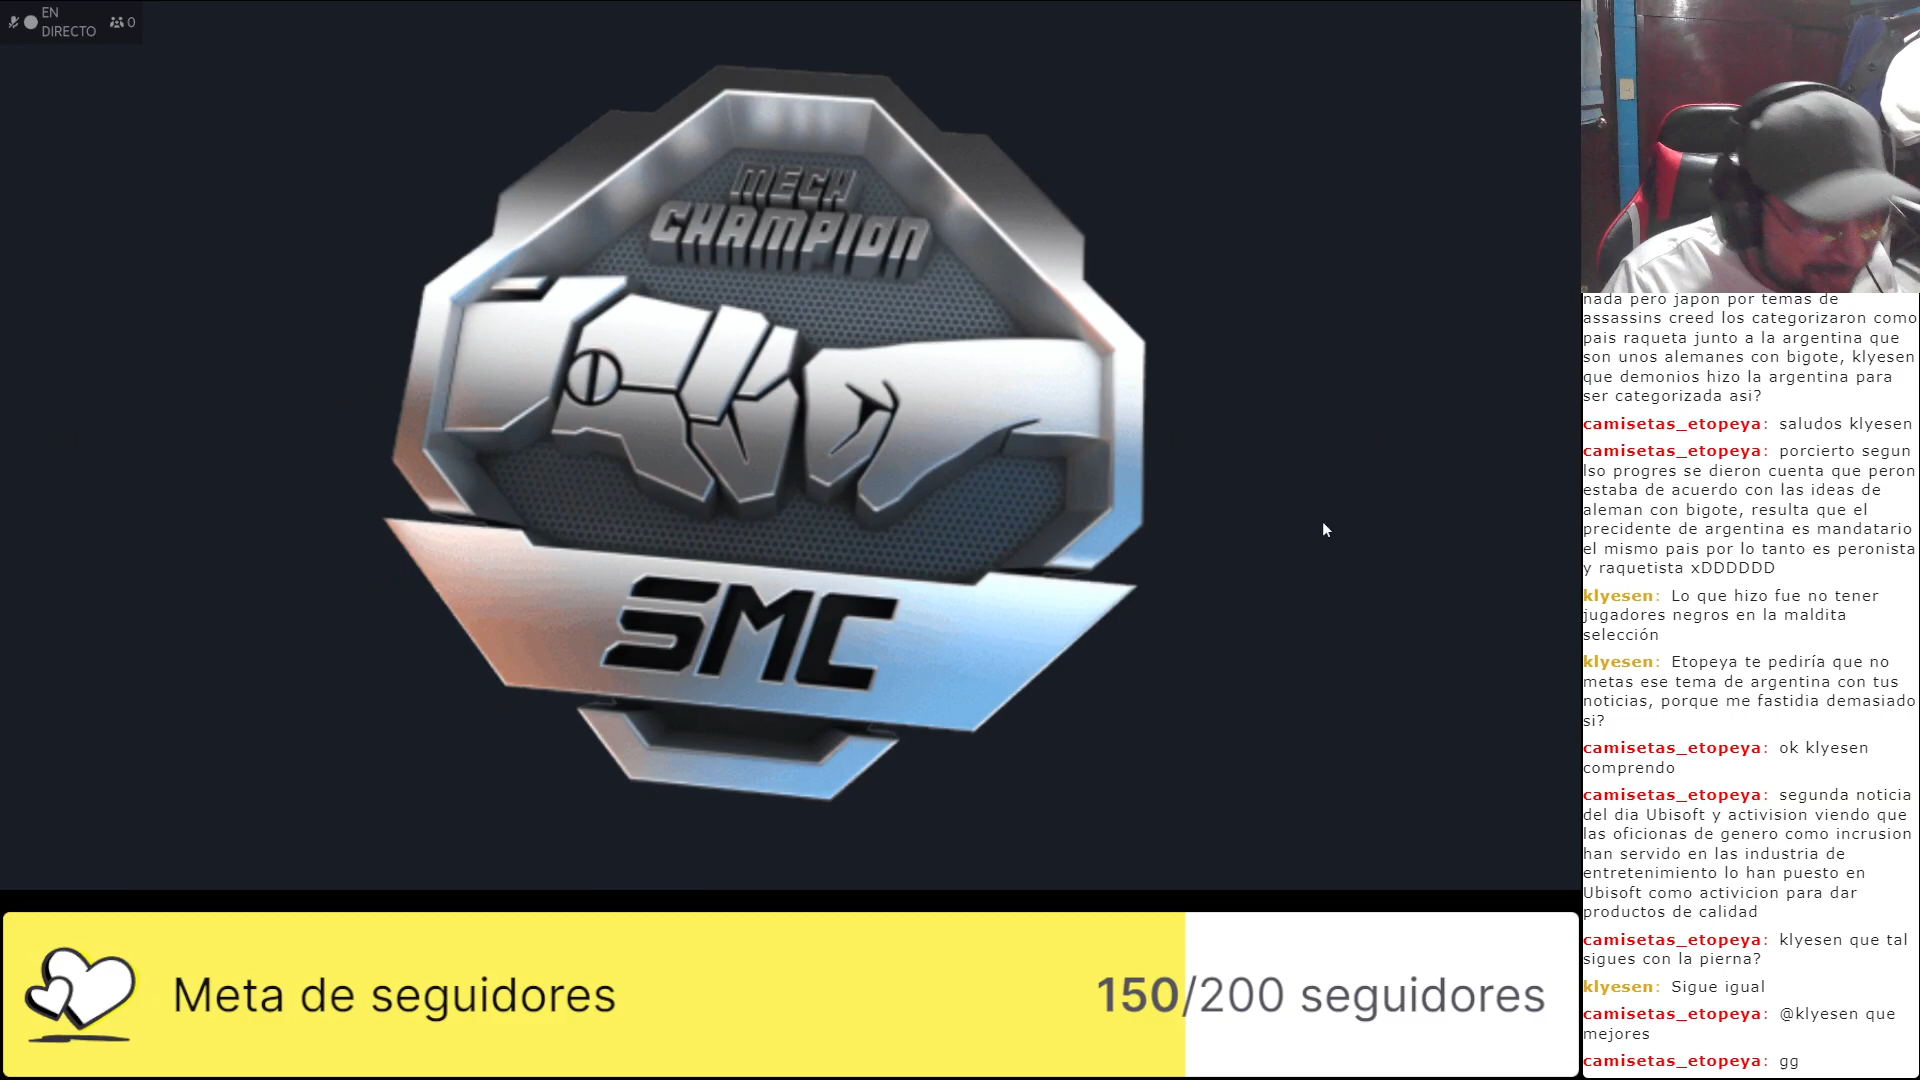 EN
DIRECTO
0
MECH
CHAMPION
SMC
Meta de seguidores
150/200 seguidores
nada pero japon por temas de
assassins creed los categorizaron como
pais raqueta junto a la argentina que
son unos alemanes con bigote, klyesen
que demonios hizo la argentina para
ser categorizada asi?
camisetas_etopeya: saludos klyesen
camisetas_etopeya: porcierto segun
lso progres se dieron cuenta que peron
estaba de acuerdo con las ideas de
aleman con bigote, resulta que el
precidente de argentina es mandatario
el mismo pais por lo tanto es peronista
y raquetista xDDDDDD
klyesen: Lo que hizo fue no tener
jugadores negros en la maldita
selección
klyesen: Etopeya te pediría que no
metas ese tema de argentina con tus
noticias, porque me fastidia demasiado
si?
camisetas_etopeya: ok klyesen
comprendo
camisetas_etopeya: segunda noticia
del dia Ubisoft y activision viendo que
las oficionas de genero como incrusion
han servido en las industria de
entretenimiento lo han puesto en
Ubisoft como activicion para dar
productos de calidad
camisetas_etopeya: klyesen que tal
sigues con la pierna?
klyesen: Sigue igual
camisetas_etopeya: @klyesen que
mejores
camisetas_etopeya: gg